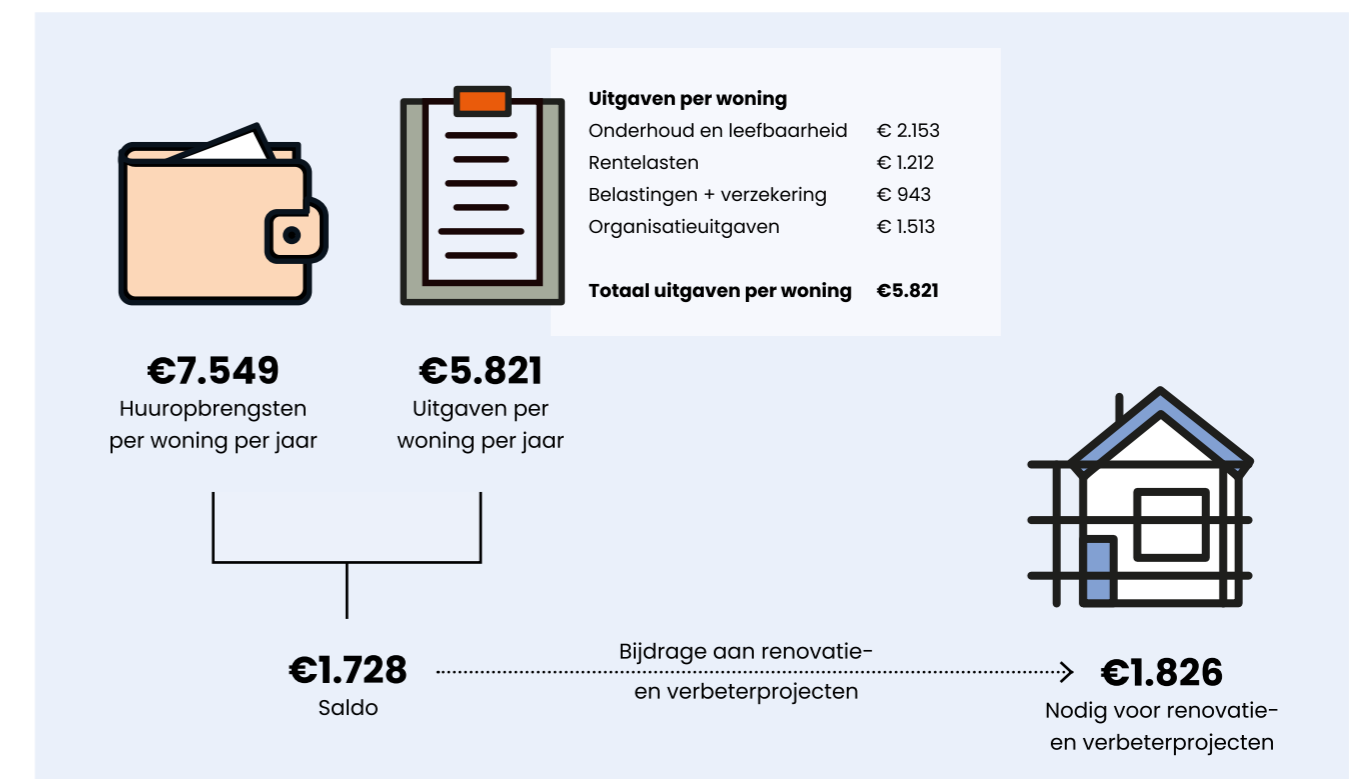 Uitgaven per woning
Onderhoud en leefbaarheid € 2.153
Rentelasten € 1.212
Belastingen + verzekering € 943
Organisatieuitgaven € 1.513
Totaal uitgaven per woning €5.821
€7.549
Huuropbrengsten
per woning per jaar
€5.821
Uitgaven per
woning per jaar
€1.728
Saldo
Bijdrage aan renovatie-
en verbeterprojecten
€1.826
Nodig voor renovatie-
en verbeterprojecten